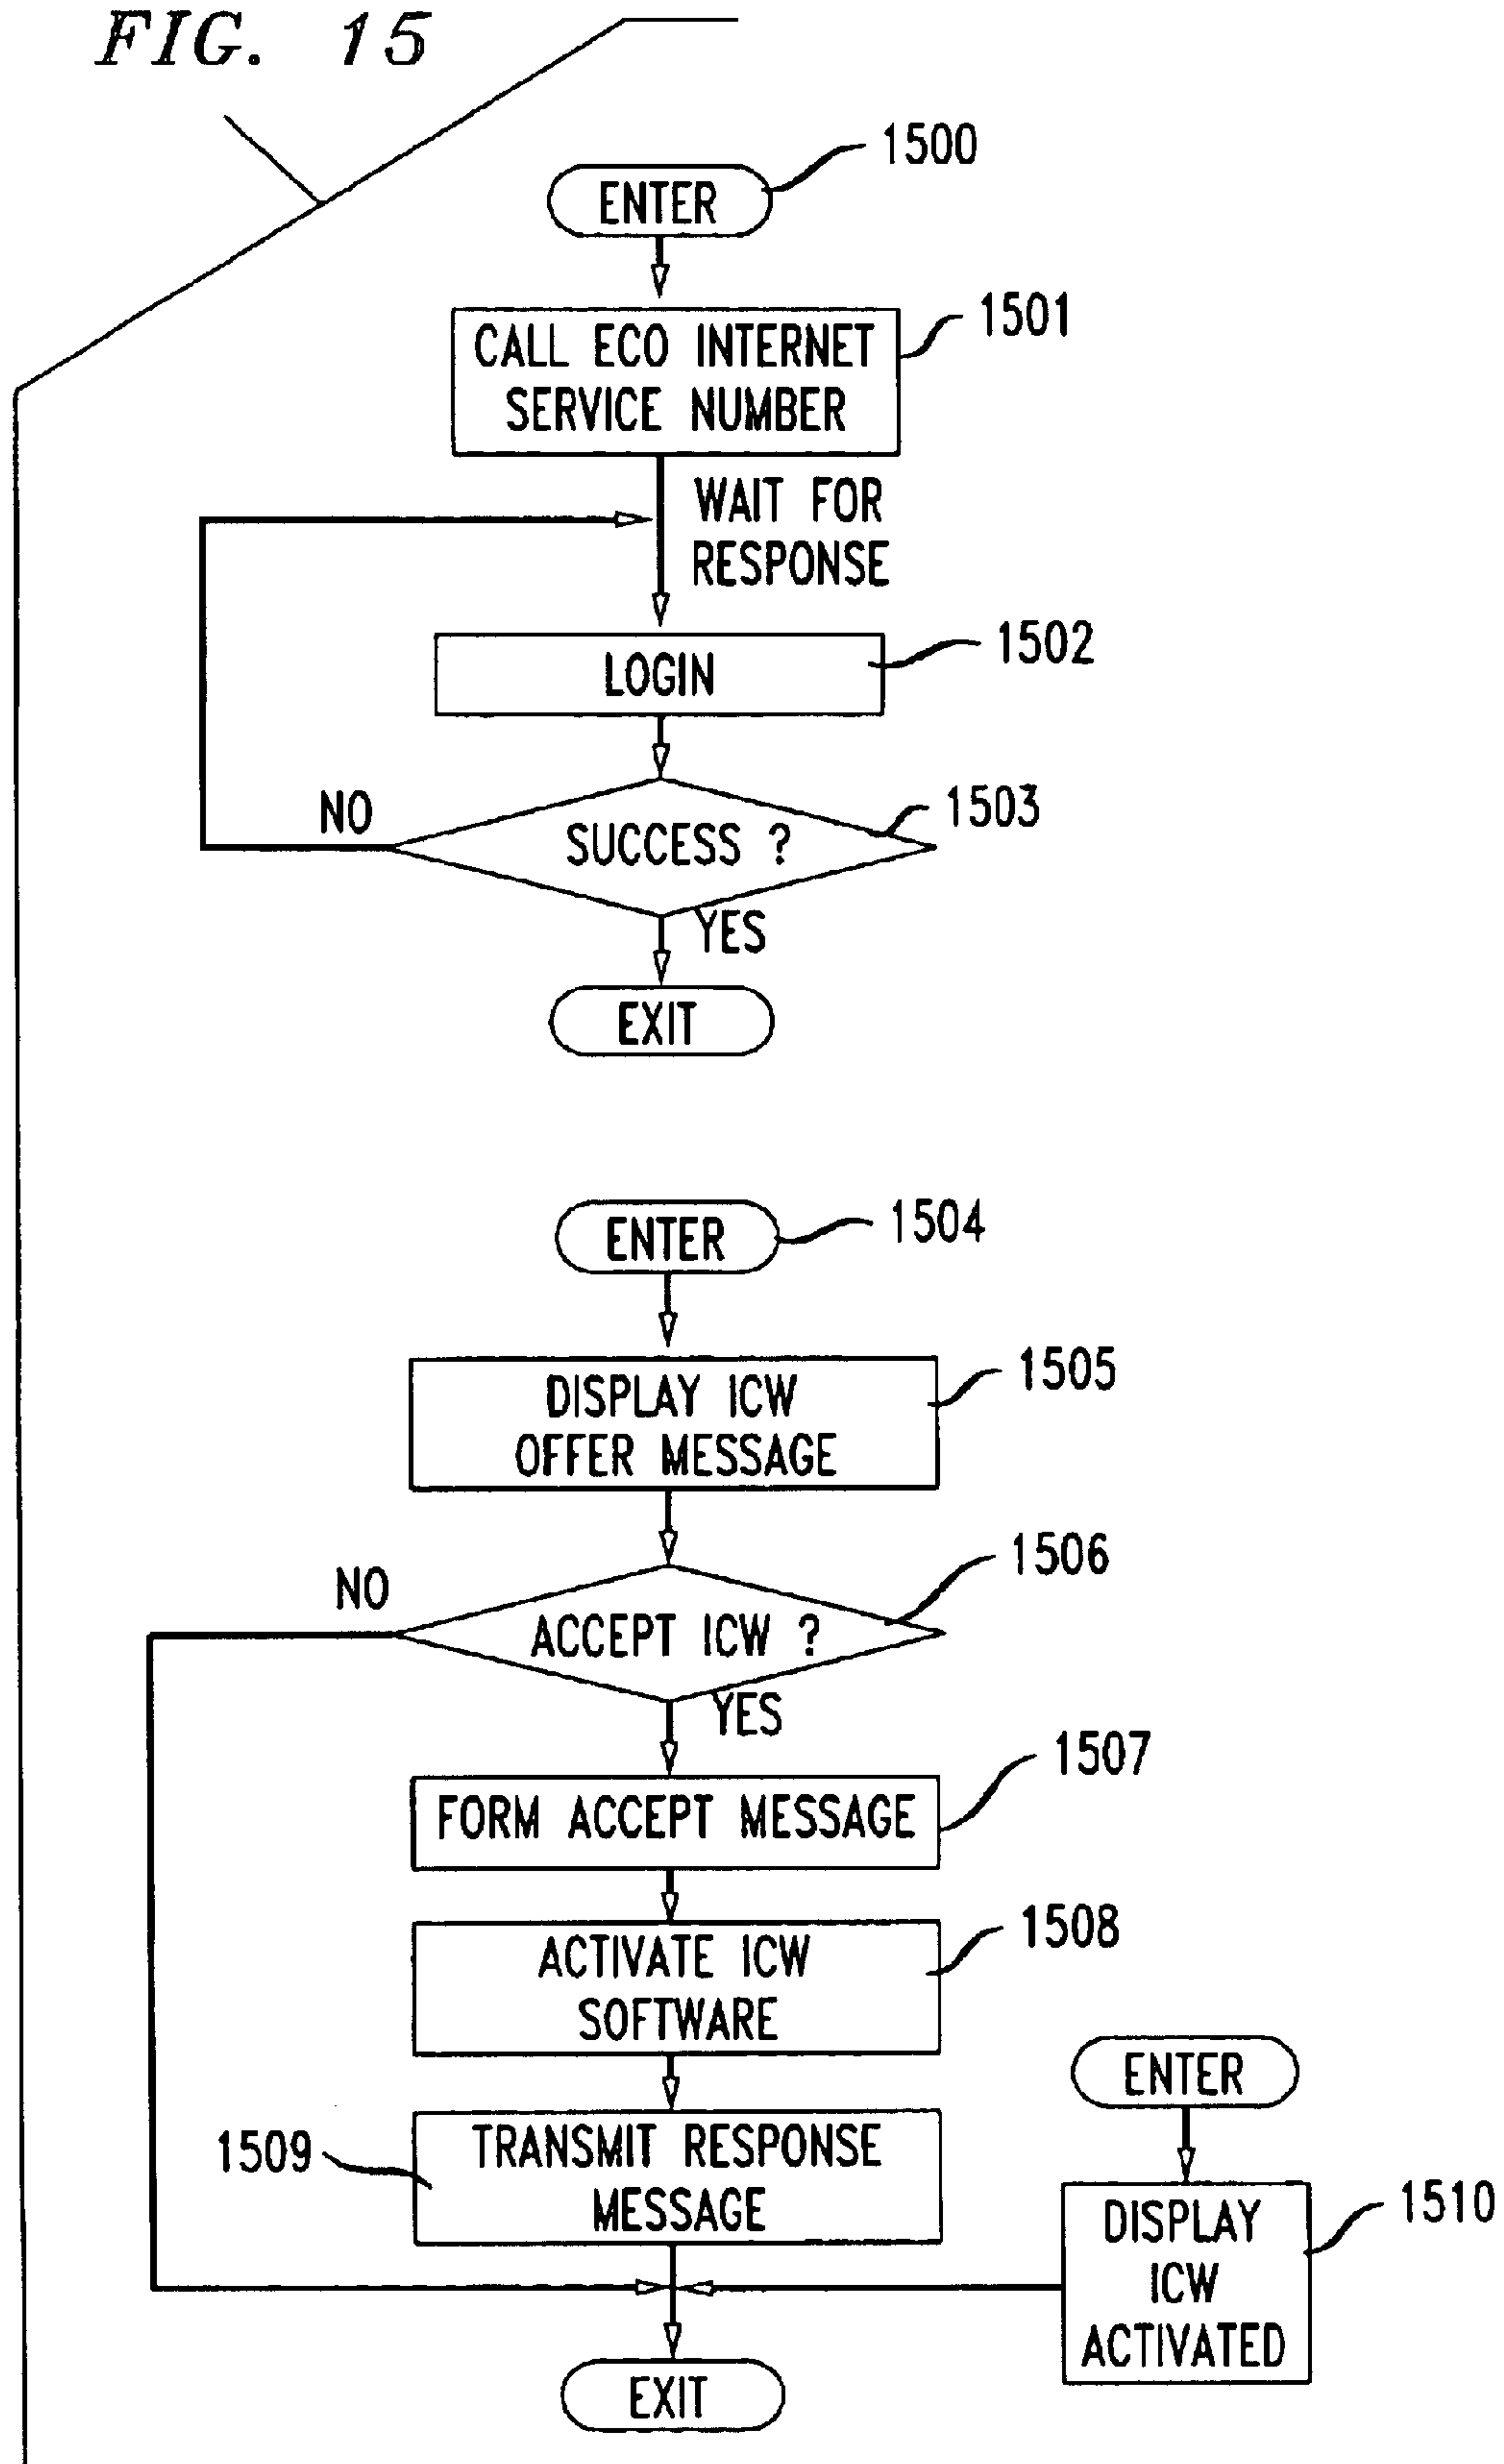 FIG. 15
1500
ENTER
1501
CALL ECO INTERNET
SERVICE NUMBER
WAIT FOR
RESPONSE
1502
LOGIN
1503
NO
SUCCESS ?
YES
EXIT
1504
ENTER
1505
DISPLAY ICW
OFFER MESSAGE
1506
NO
ACCEPT ICW ?
YES
1507
FORM ACCEPT MESSAGE
1508
ACTIVATE ICW
SOFTWARE
ENTER
1509
TRANSMIT RESPONSE
MESSAGE
1510
DISPLAY
ICW
ACTIVATED
EXIT